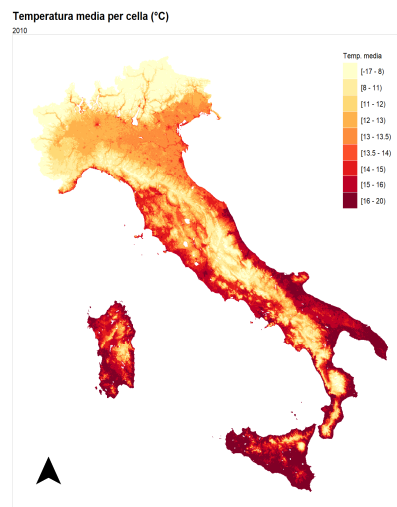 Temperatura media per cella (°C)
2010
Temp. media
[-17 - 8)
[8 - 11)
[11 - 12)
[12 - 13)
[13 - 13.5)
[13.5 - 14)
[14 - 15)
[15 - 16)
[16 - 20)